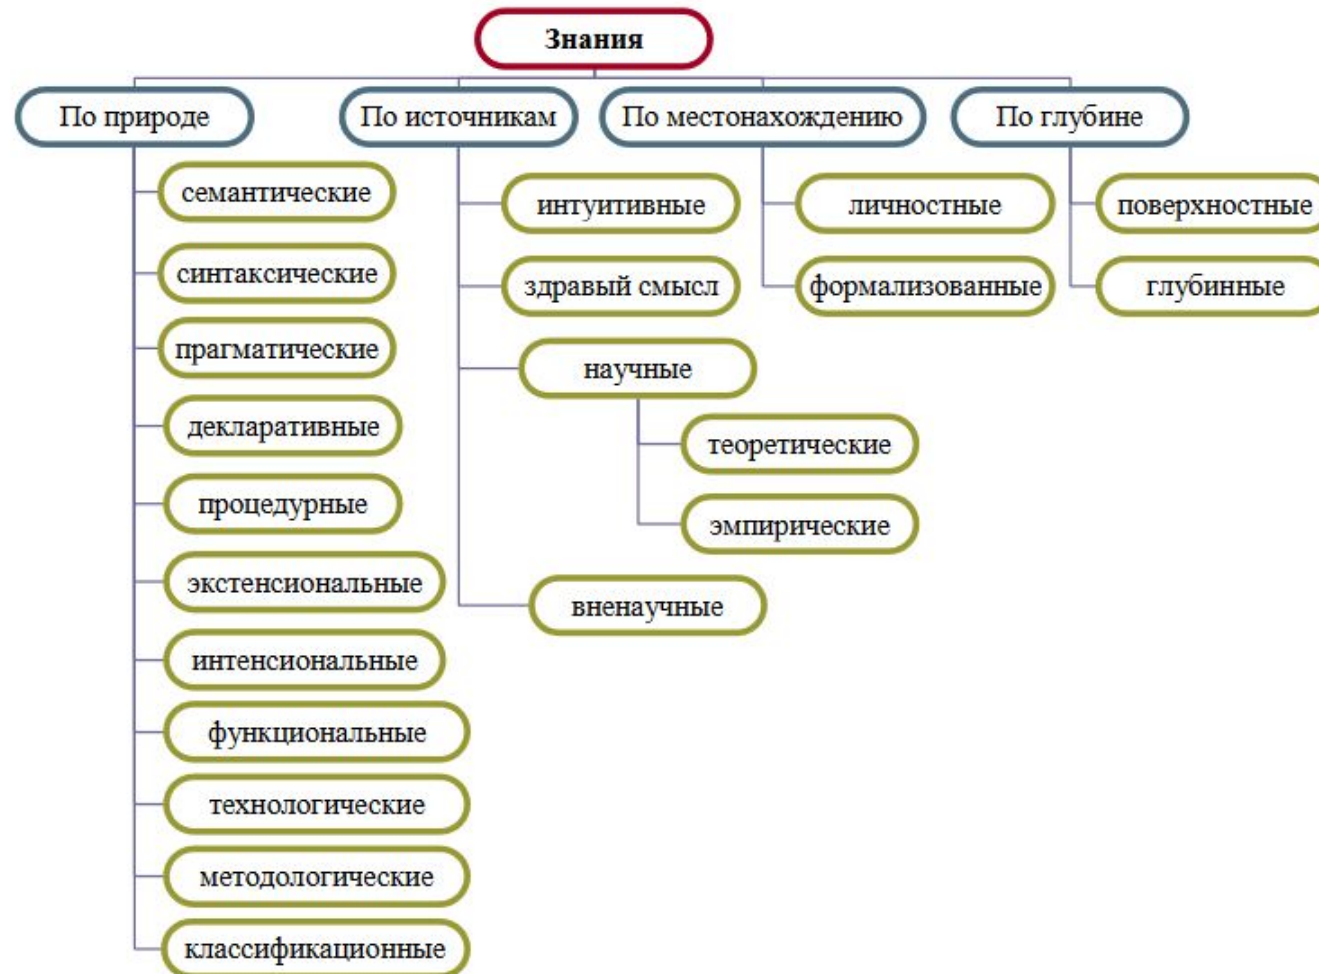 Знания
По природе
По источникам
По местонахождению
По глубине
семантические
синтаксические
прагматические
декларативные
процедурные
экстенсиональные
интенсиональные
функциональные
технологические
методологические
классификационные
интуитивные
здравый смысл
научные
теоретические
эмпирические
вненаучные
личностные
формализованные
поверхностные
глубинные